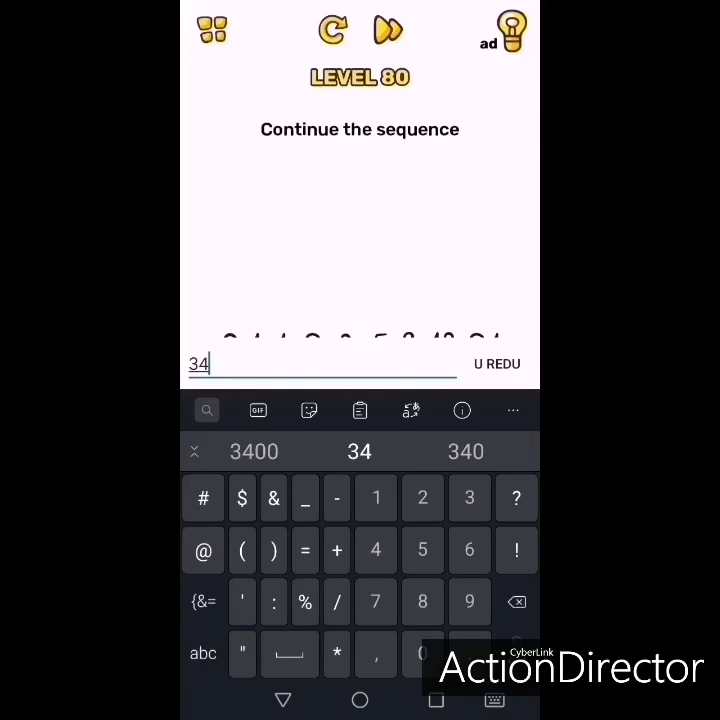 ad
LEVEL 80
Continue the sequence
34
U REDU
GIF
3400 34 340
# $ & _ - 1 2 3 ?
@ ( ) = + 4 5 6 !
{&= ' : % / 7 8 9
abc " * , 0
CyberLink
ActionDirector